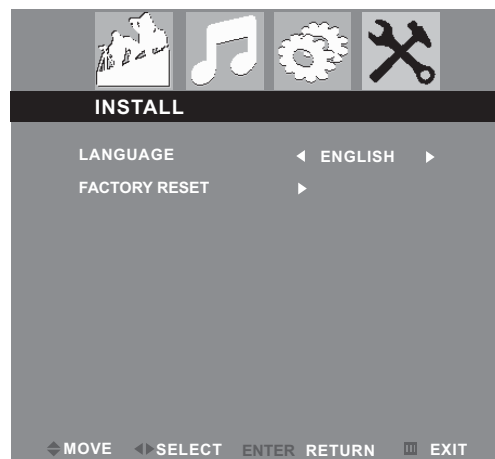 INSTALL
LANGUAGE ENGLISH
FACTORY RESET
MOVE SELECT ENTER RETURN EXIT